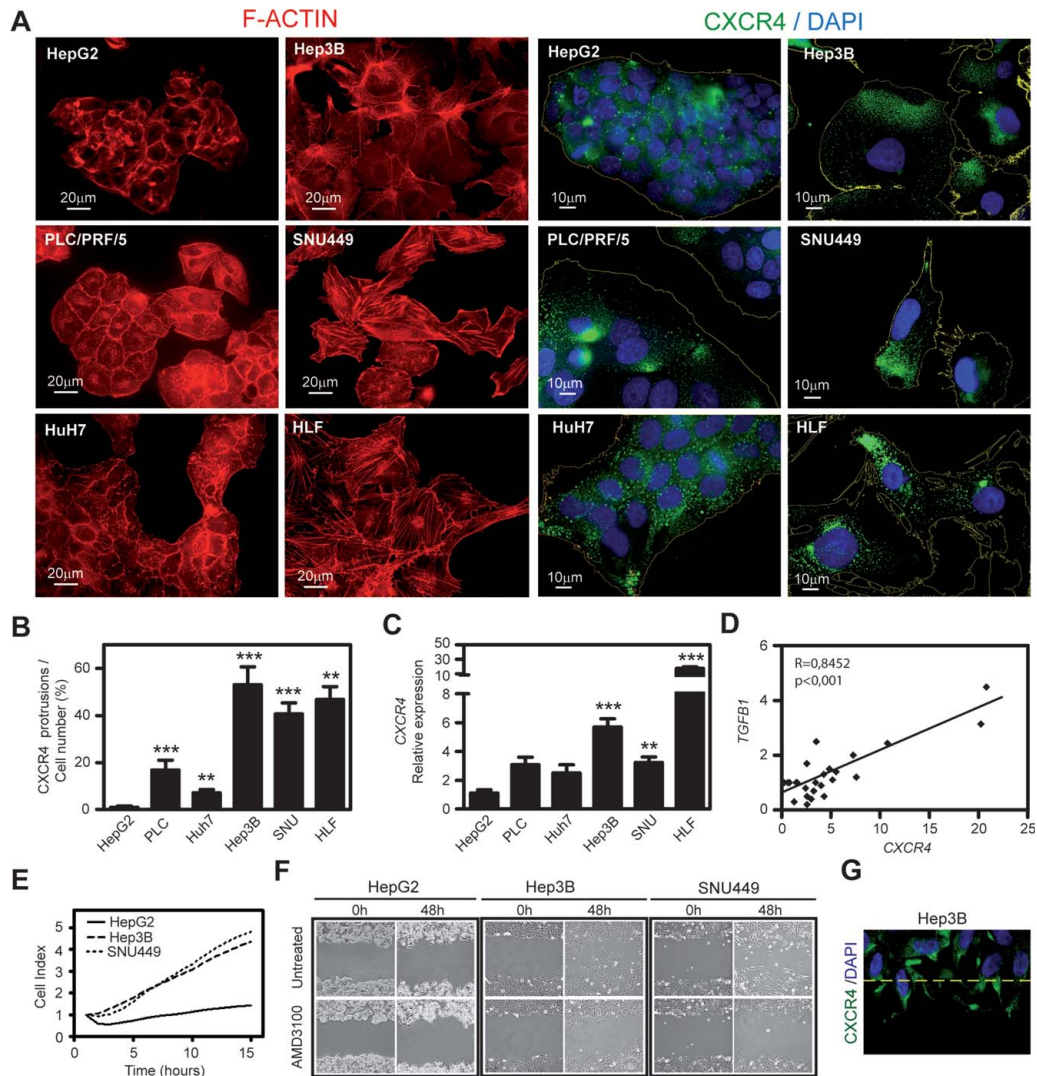 A
F-ACTIN
CXCR4 / DAPI
HepG2
Hep3B
HepG2
Hep3B
20µm
20µm
10µm
10µm
PLC/PRF/5
SNU449
PLC/PRF/5
SNU449
20µm
20µm
10µm
10µm
HuH7
HLF
HuH7
HLF
20µm
20µm
10µm
10µm
B
CXCR4 protrusions /
Cell number (%)
60
40
20
0
***
**
***
***
**
HepG2
PLC
Huh7
Hep3B
SNU
HLF
C
CXCR4
Relative expression
50
30
10
8
6
4
2
0
***
**
***
HepG2
PLC
Huh7
Hep3B
SNU
HLF
D
R=0,8452
p<0,001
TGFB1
6
4
2
0
0
5
10
15
20
25
CXCR4
E
Cell Index
5
4
3
2
1
0
HepG2
Hep3B
SNU449
0
5
10
15
Time (hours)
F
HepG2
Hep3B
SNU449
0h
48h
0h
48h
0h
48h
Untreated
AMD3100
G
Hep3B
CXCR4 /DAPI